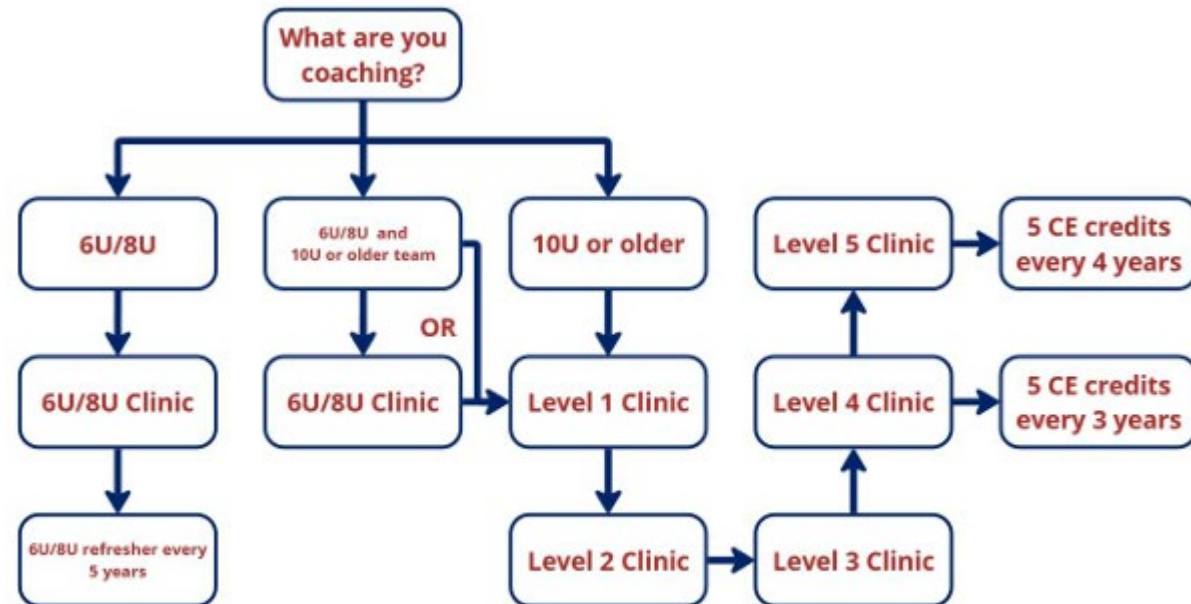 What are you
coaching?
6U/8U
6U/8U and
10U or older team
10U or older
Level 5 Clinic
5 CE credits
every 4 years
OR
6U/8U Clinic
6U/8U Clinic
Level 1 Clinic
Level 4 Clinic
5 CE credits
every 3 years
6U/8U refresher every
5 years
Level 2 Clinic
Level 3 Clinic